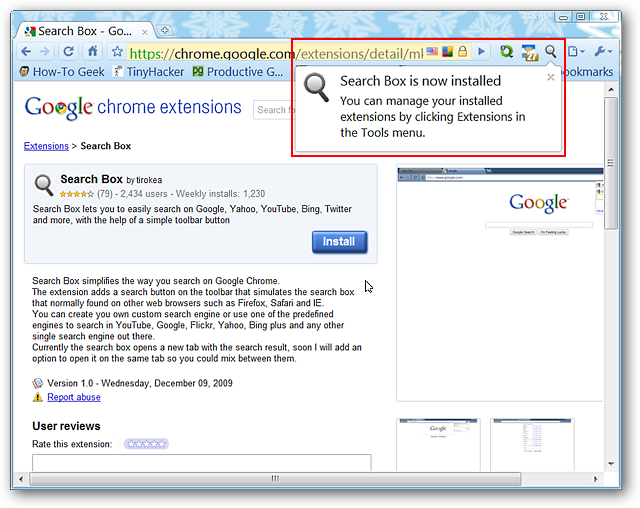 Search Box - Go...
Google
https://chrome.google.com/extensions/detail/ml
27
How-To Geek
TinyHacker
Productive G...
okmarks
Search Box is now installed
You can manage your installed
extensions by clicking Extensions in
the Tools menu.
Google chrome extensions
Search fo
Extensions > Search Box
Search Box by tirokea
(79) - 2,434 users - Weekly installs: 1,230
Search Box lets you to easily search on Google, Yahoo, YouTube, Bing, Twitter
and more, with the help of a simple toolbar button
Install
Google
Google Search
I'm Feeling Lucky
Search Box simplifies the way you search on Google Chrome.
The extension adds a search button on the toolbar that simulates the search box
that normally found on other web browsers such as Firefox, Safari and IE.
You can create you own custom search engine or use one of the predefined
engines to search in YouTube, Google, Flickr, Yahoo, Bing plus and any other
single search engine out there.
Currently the search box opens a new tab with the search result, soon I will add an
option to open it on the same tab so you could mix between them.
Version 1.0 - Wednesday, December 09, 2009
Report abuse
User reviews
Rate this extension: